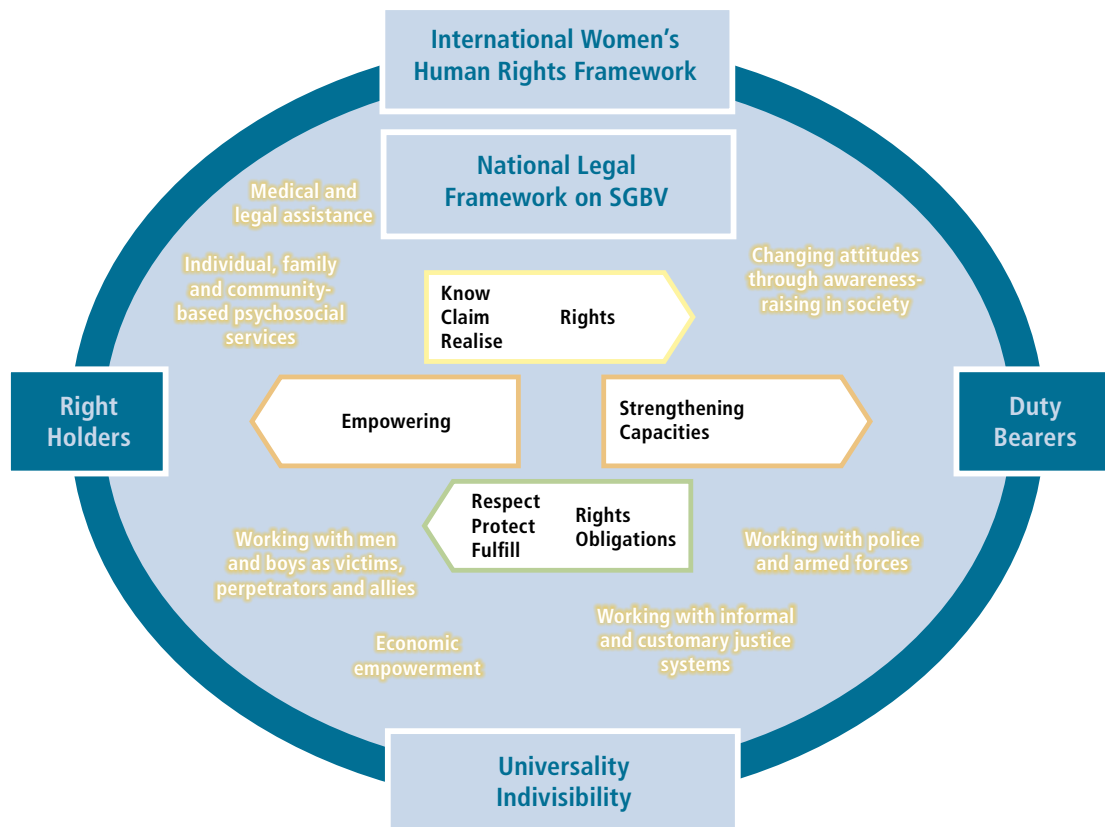 International Women's
Human Rights Framework
National Legal
Framework on SGBV
Medical and
legal assistance
Individual, family
and community-
based psychosocial
services
Changing attitudes
through awareness-
raising in society
Know
Claim Rights
Realise
Right
Holders
Empowering
Strengthening
Capacities
Duty
Bearers
Respect Rights
Protect Obligations
Fulfill
Working with men
and boys as victims,
perpetrators and allies
Working with police
and armed forces
Economic
empowerment
Working with informal
and customary justice
systems
Universality
Indivisibility